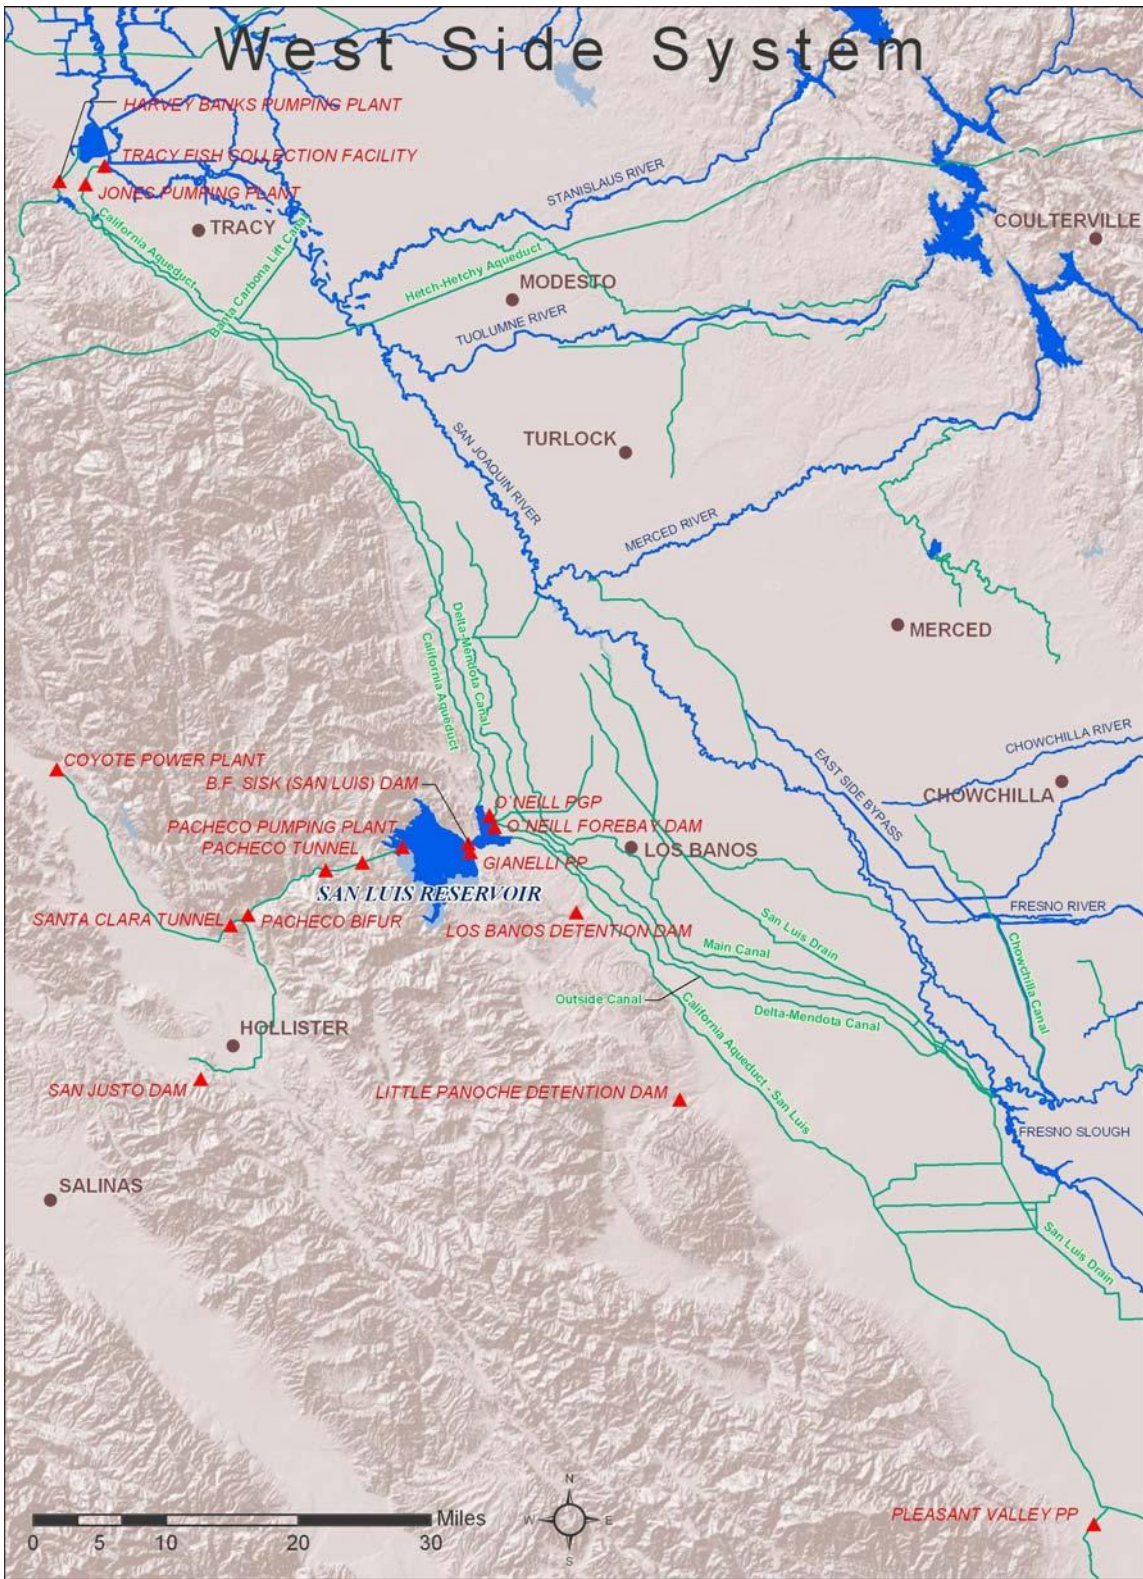 West Side System
HARVEY BANKS PUMPING PLANT
TRACY FISH COLLECTION FACILITY
JONES PUMPING PLANT
STANISLAUS RIVER
TRACY
California Aqueduct
Banta Carbona Lift Canal
COULTERVILLE
Hetch-Hetchy Aqueduct
MODESTO
TUOLUMNE RIVER
TURLOCK
SAN JOAQUIN RIVER
MERCED RIVER
MERCED
Delta-Mendota Canal
California Aqueduct
COYOTE POWER PLANT
B.F. SISK (SAN LUIS) DAM
EAST SIDE BYPASS
CHOWCHILLA RIVER
CHOWCHILLA
O'NEILL PGP
PACHECO PUMPING PLANT
O'NEILL FOREBAY DAM
PACHECO TUNNEL
GIANELLI PP
LOS BANOS
SAN LUIS RESERVOIR
SANTA CLARA TUNNEL
PACHECO BIFUR
LOS BANOS DETENTION DAM
San Luis Drain
FRESNO RIVER
Main Canal
Chowchilla Canal
Outside Canal
Delta-Mendota Canal
California Aqueduct - San Luis
HOLLISTER
SAN JUSTO DAM
LITTLE PANOCHE DETENTION DAM
FRESNO SLOUGH
SALINAS
San Luis Drain
PLEASANT VALLEY PP
Miles
0 10 20 30
N
W E
S